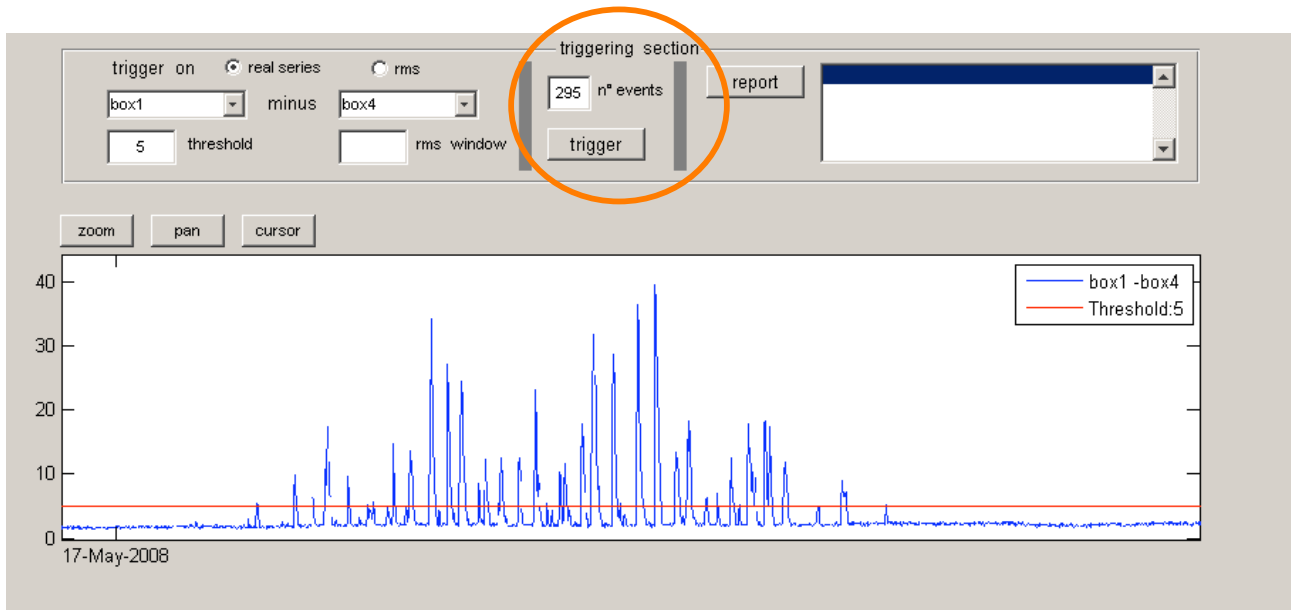 triggering section
trigger on real series rms
box1 minus box4
5 threshold rms window
295 n° events
trigger
report
zoom pan cursor
40
30
20
10
0
box1 -box4
Threshold:5
17-May-2008